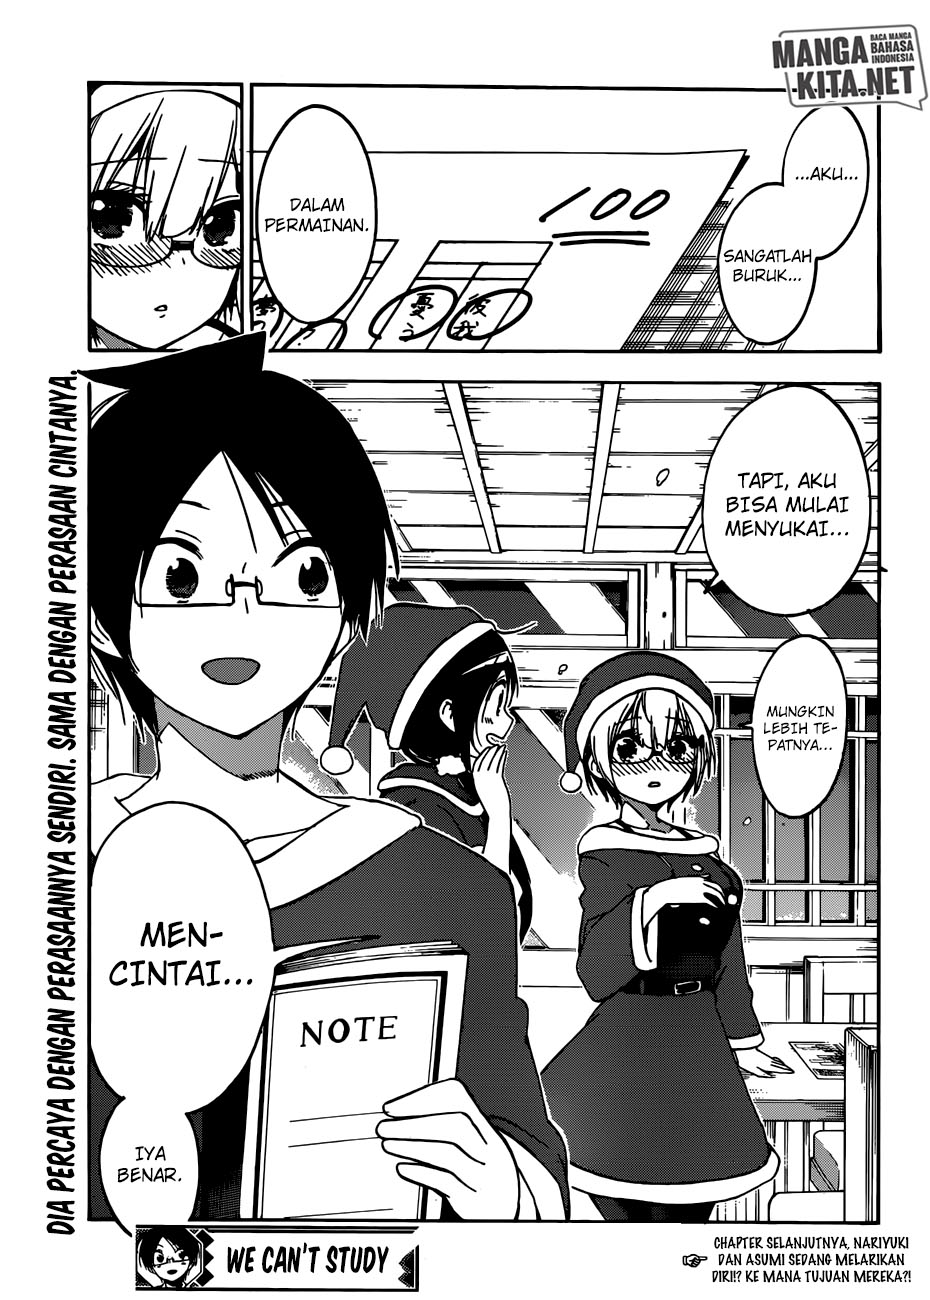 MANGA
KITA.NET
BACA MANGA
BAHASA
INDONESIA
...AKU...
SANGATLAH
BURUK...
100
DALAM
PERMAINAN.
TAPI, AKU
BISA MULAI
MENYUKAI...
MUNGKIN
LEBIH TE-
PATNYA...
MEN-
CINTAI...
IYA
BENAR.
NOTE
DIA PERCAYA DENGAN PERASAANNYA SENDIRI. SAMA DENGAN PERASAAN CINTANYA.
WE CAN'T STUDY
CHAPTER SELANJUTNYA, NARIYUKI
DAN ASUMI SEDANG MELARIKAN
DIRI!? KE MANA TUJUAN MEREKA?!